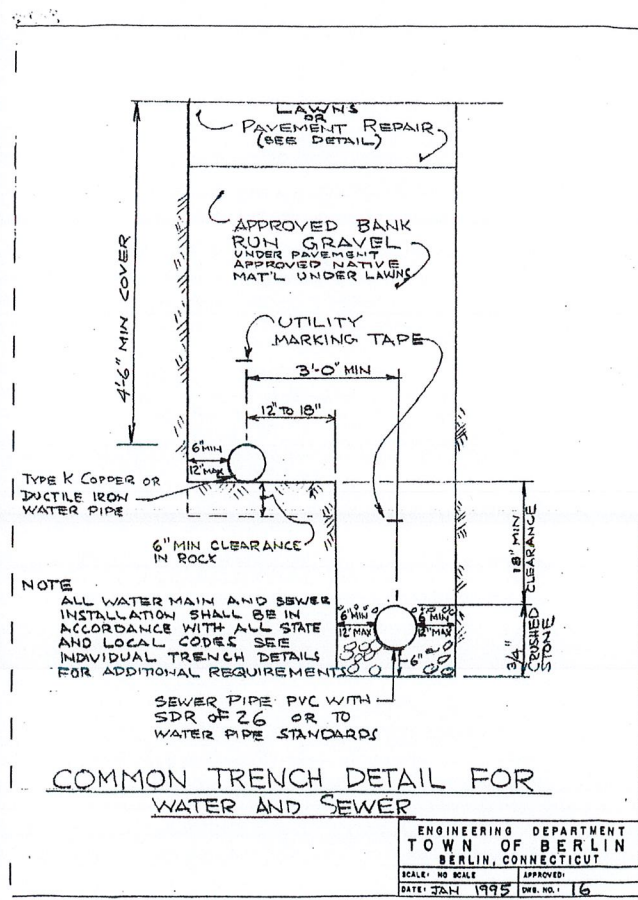 LAWNS
OR
PAVEMENT REPAIR
(SEE DETAIL)
APPROVED BANK
RUN GRAVEL
UNDER PAVEMENT
APPROVED NATIVE
MAT'L UNDER LAWNS
4'-6" MIN COVER
UTILITY
MARKING TAPE
3'-0" MIN
12" TO 18"
6" MIN
12" MAX
TYPE K COPPER OR
DUCTILE IRON
WATER PIPE
6" MIN CLEARANCE
IN ROCK
18" MIN
CLEARANCE
NOTE
ALL WATER MAIN AND SEWER
INSTALLATION SHALL BE IN
ACCORDANCE WITH ALL STATE
AND LOCAL CODES SEE
INDIVIDUAL TRENCH DETAILS
FOR ADDITIONAL REQUIREMENTS
6" MIN
12" MAX
6" MIN
12" MAX
6"
3/4"
CRUSHED
STONE
SEWER PIPE PVC WITH
SDR OF 26 OR TO
WATER PIPE STANDARDS
COMMON TRENCH DETAIL FOR
WATER AND SEWER
ENGINEERING DEPARTMENT
TOWN OF BERLIN
BERLIN, CONNECTICUT
SCALE: NO SCALE
APPROVED:
DATE: JAN 1995
DWG. NO.: 16